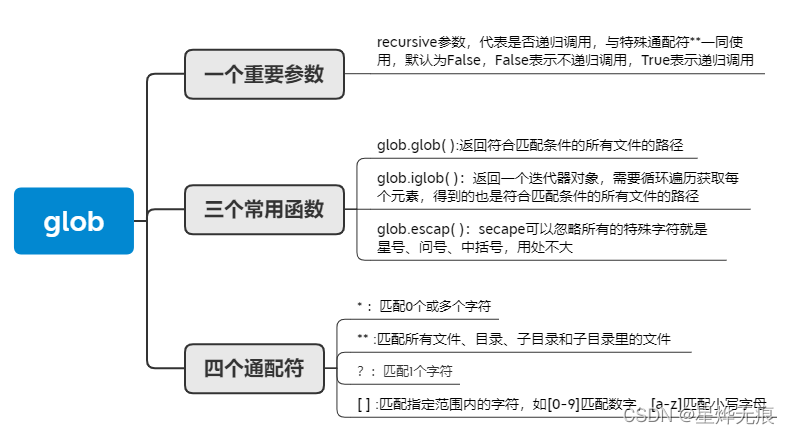 glob
一个重要参数
recursive参数，代表是否递归调用，与特殊通配符**一同使
用，默认为False，False表示不递归调用，True表示递归调用
三个常用函数
glob.glob( ):返回符合匹配条件的所有文件的路径
glob.iglob( )：返回一个迭代器对象，需要循环遍历获取每
个元素，得到的也是符合匹配条件的所有文件的路径
glob.escap( )：secape可以忽略所有的特殊字符就是
星号、问号、中括号，用处不大
四个通配符
*： 匹配0个或多个字符
** :匹配所有文件、目录、子目录和子目录里的文件
？： 匹配1个字符
[ ] :匹配指定范围内的字符，如[0-9]匹配数字，[a-z]匹配小写字母
CSDN @星烨无痕